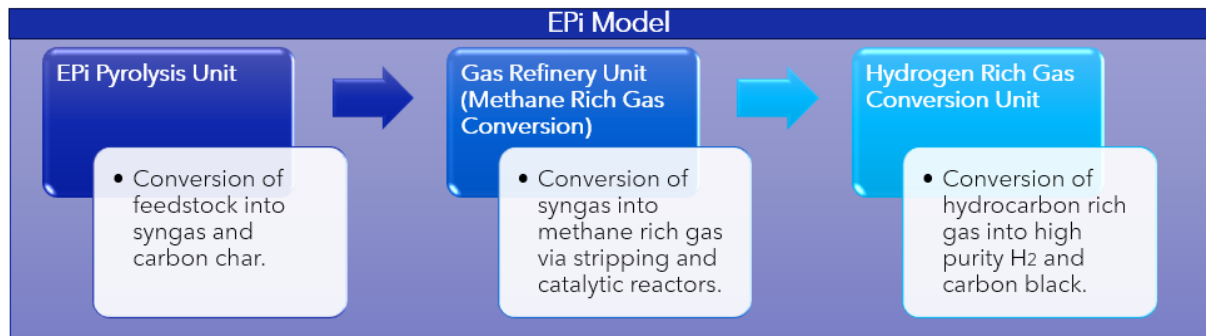 EPi Model
EPi Pyrolysis Unit
• Conversion of
feedstock into
syngas and
carbon char.
Gas Refinery Unit
(Methane Rich Gas
Conversion)
• Conversion of
syngas into
methane rich gas
via stripping and
catalytic reactors.
Hydrogen Rich Gas
Conversion Unit
• Conversion of
hydrocarbon rich
gas into high
purity H2 and
carbon black.